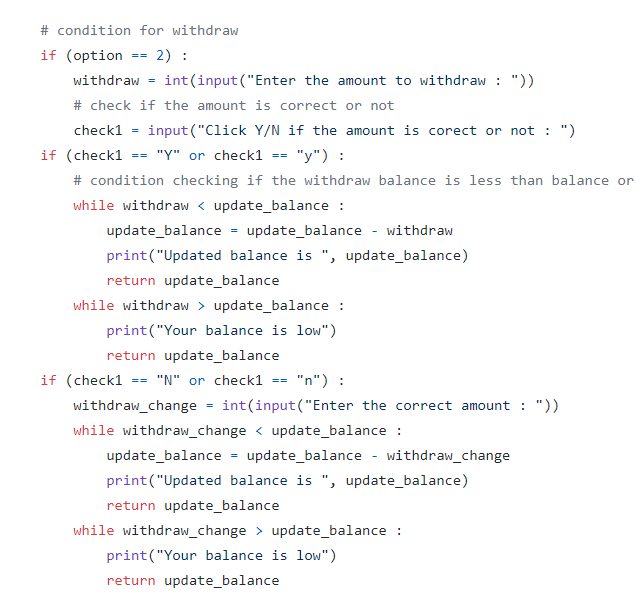 # condition for withdraw
if (option == 2) :
    withdraw = int(input("Enter the amount to withdraw : "))
    # check if the amount is correct or not
    check1 = input("Click Y/N if the amount is corect or not : ")
if (check1 == "Y" or check1 == "y") :
    # condition checking if the withdraw balance is less than balance or
    while withdraw < update_balance :
        update_balance = update_balance - withdraw
        print("Updated balance is ", update_balance)
        return update_balance
    while withdraw > update_balance :
        print("Your balance is low")
        return update_balance
if (check1 == "N" or check1 == "n") :
    withdraw_change = int(input("Enter the correct amount : "))
    while withdraw_change < update_balance :
        update_balance = update_balance - withdraw_change
        print("Updated balance is ", update_balance)
        return update_balance
    while withdraw_change > update_balance :
        print("Your balance is low")
        return update_balance